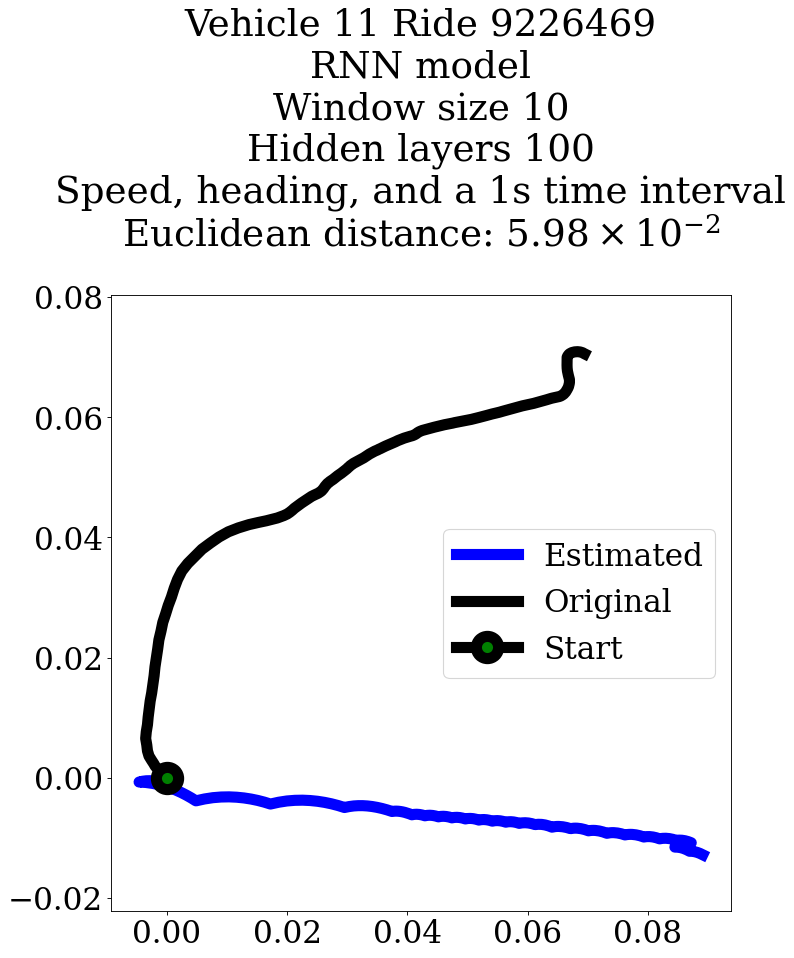 Vehicle 11 Ride 9226469
RNN model
Window size 10
Hidden layers 100
Speed, heading, and a 1s time interval
Euclidean distance: 5.98 × 10⁻²
0.08
0.06
0.04
0.02
0.00
−0.02
Estimated
Original
Start
0.00 0.02 0.04 0.06 0.08